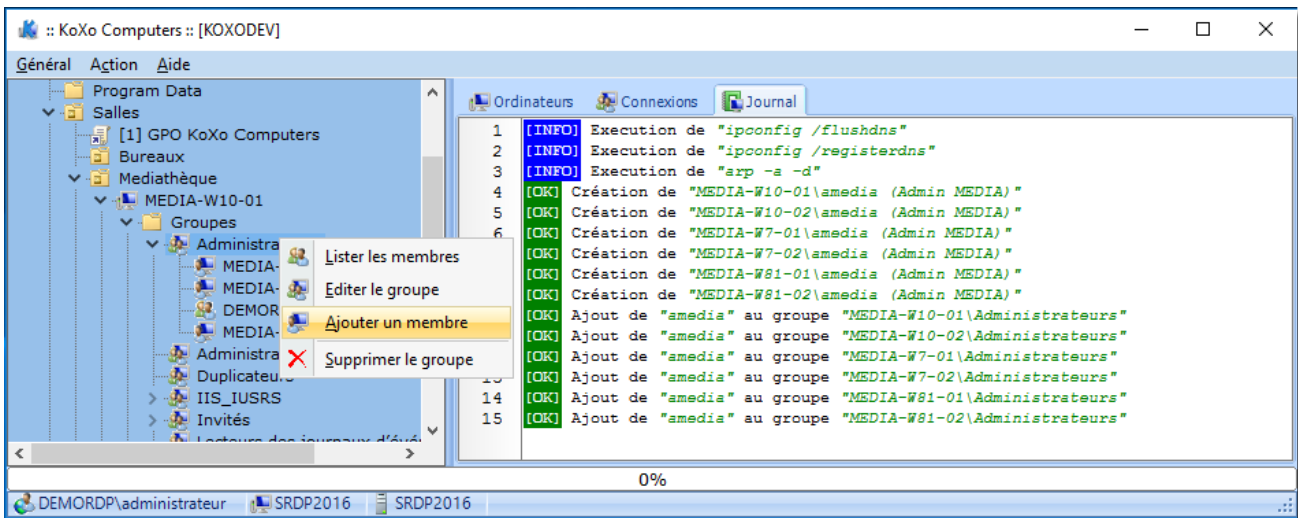 :: KoXo Computers :: [KOXODEV]
Général Action Aide
Program Data
Salles
[1] GPO KoXo Computers
Bureaux
Mediathèque
MEDIA-W10-01
Groupes
Administra
MEDIA-
MEDIA-
DEMOR
MEDIA-
Administra
Duplicateurs
IIS_IUSRS
Invités
Lecteurs des journaux d'évé
Lister les membres
Editer le groupe
Ajouter un membre
Supprimer le groupe
Ordinateurs Connexions Journal
1 [INFO] Execution de "ipconfig /flushdns"
2 [INFO] Execution de "ipconfig /registerdns"
3 [INFO] Execution de "arp -a -d"
4 [OK] Création de "MEDIA-W10-01\amedia (Admin MEDIA)"
5 [OK] Création de "MEDIA-W10-02\amedia (Admin MEDIA)"
6 [OK] Création de "MEDIA-W7-01\amedia (Admin MEDIA)"
[OK] Création de "MEDIA-W7-02\amedia (Admin MEDIA)"
[OK] Création de "MEDIA-W81-01\amedia (Admin MEDIA)"
[OK] Création de "MEDIA-W81-02\amedia (Admin MEDIA)"
[OK] Ajout de "amedia" au groupe "MEDIA-W10-01\Administrateurs"
[OK] Ajout de "amedia" au groupe "MEDIA-W10-02\Administrateurs"
[OK] Ajout de "amedia" au groupe "MEDIA-W7-01\Administrateurs"
13 [OK] Ajout de "amedia" au groupe "MEDIA-W7-02\Administrateurs"
14 [OK] Ajout de "amedia" au groupe "MEDIA-W81-01\Administrateurs"
15 [OK] Ajout de "amedia" au groupe "MEDIA-W81-02\Administrateurs"
0%
DEMORDP\administrateur SRDP2016 SRDP2016